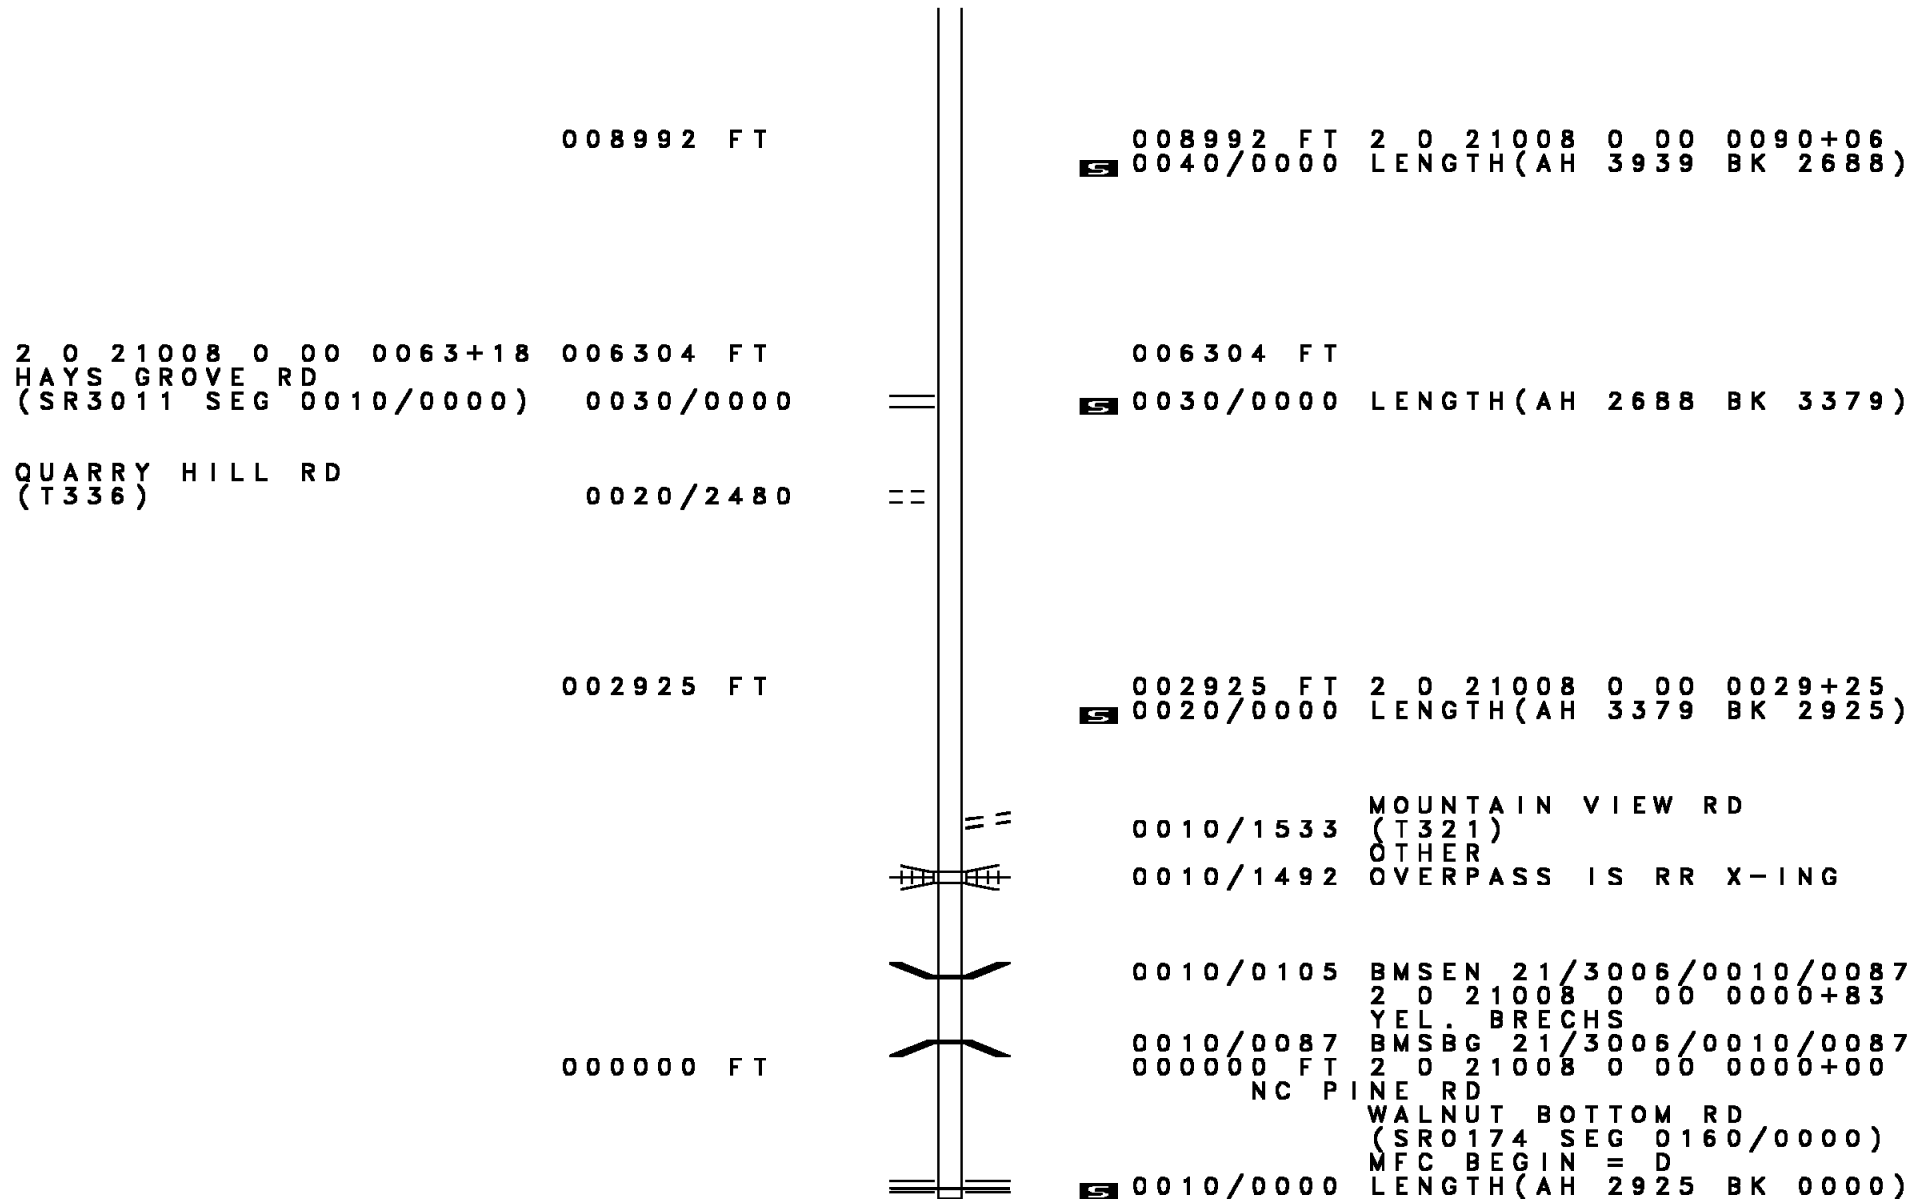 008992 FT 008992 FT 2 0 21008 0 00 0090+06
S 0040/0000 LENGTH(AH 3939 BK 2688)
2 0 21008 0 00 0063+18 006304 FT 006304 FT
HAYS GROVE RD
(SR3011 SEG 0010/0000) 0030/0000 S 0030/0000 LENGTH(AH 2688 BK 3379)
QUARRY HILL RD
(T336) 0020/2480
002925 FT 002925 FT 2 0 21008 0 00 0029+25
S 0020/0000 LENGTH(AH 3379 BK 2925)
MOUNTAIN VIEW RD
0010/1533 (T321)
OTHER
0010/1492 OVERPASS IS RR X-ING
0010/0105 BMSEN 21/3006/0010/0087
2 0 21008 0 00 0000+83
YEL. BRECHS
0010/0087 BMSBG 21/3006/0010/0087
000000 FT 000000 FT 2 0 21008 0 00 0000+00
NC PINE RD
WALNUT BOTTOM RD
(SR0174 SEG 0160/0000)
MFC BEGIN = D
S 0010/0000 LENGTH(AH 2925 BK 0000)